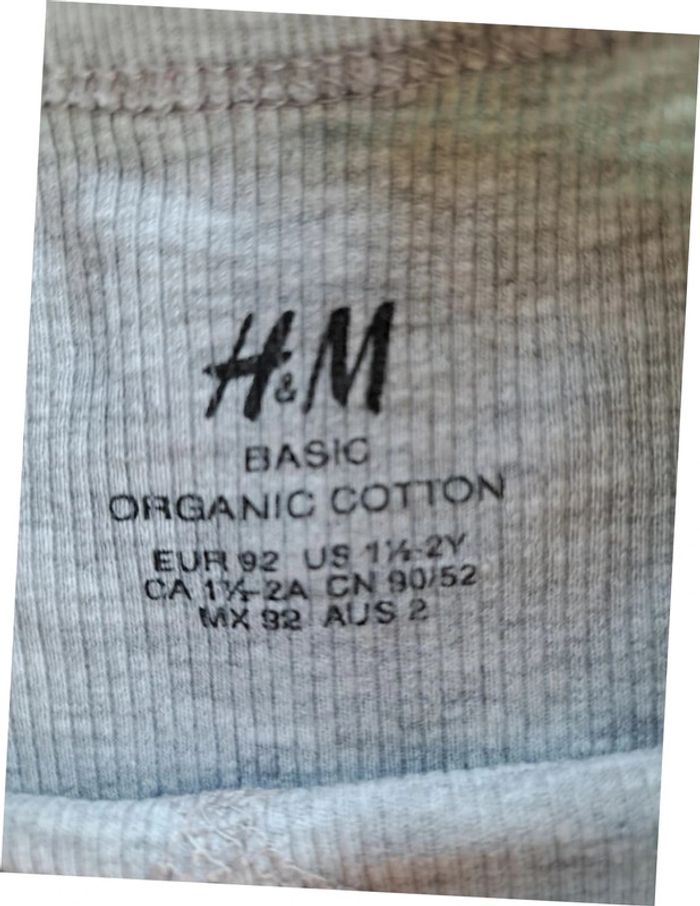 H&M
BASIC
ORGANIC COTTON
EUR 92 US 1½-2Y
CA 1½-2A CN 90/52
MX 92 AUS 2